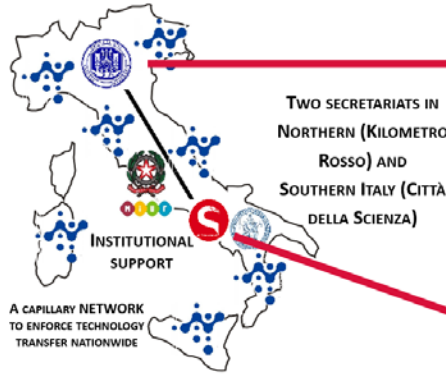 TWO SECRETARIATS IN
NORTHERN (KILOMETRO
ROSSO) AND
SOUTHERN ITALY (CITTÀ
DELLA SCIENZA)
MIUR
S
INSTITUTIONAL
SUPPORT
A CAPILLARY NETWORK
TO ENFORCE TECHNOLOGY
TRANSFER NATIONWIDE